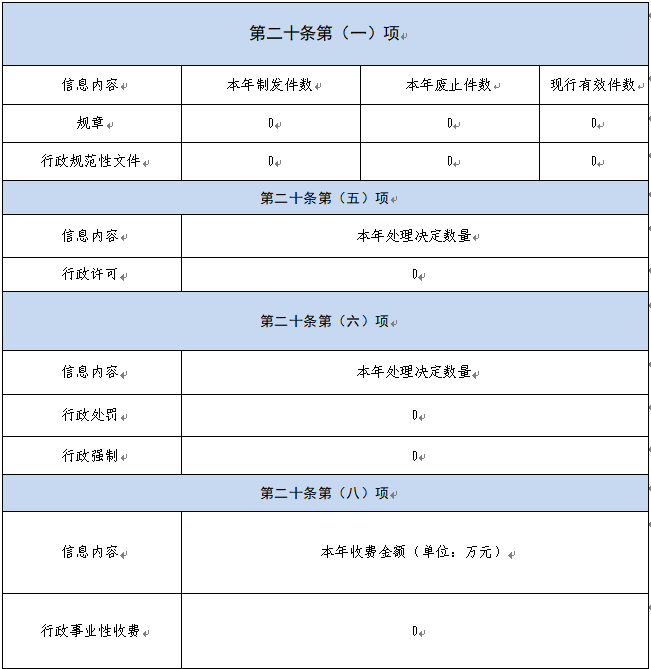 第二十条第（一）项
信息内容 本年制发件数 本年废止件数 现行有效件数
规章 0 0 0
行政规范性文件 0 0 0
第二十条第（五）项
信息内容 本年处理决定数量
行政许可 0
第二十条第（六）项
信息内容 本年处理决定数量
行政处罚 0
行政强制 0
第二十条第（八）项
信息内容 本年收费金额（单位：万元）
行政事业性收费 0